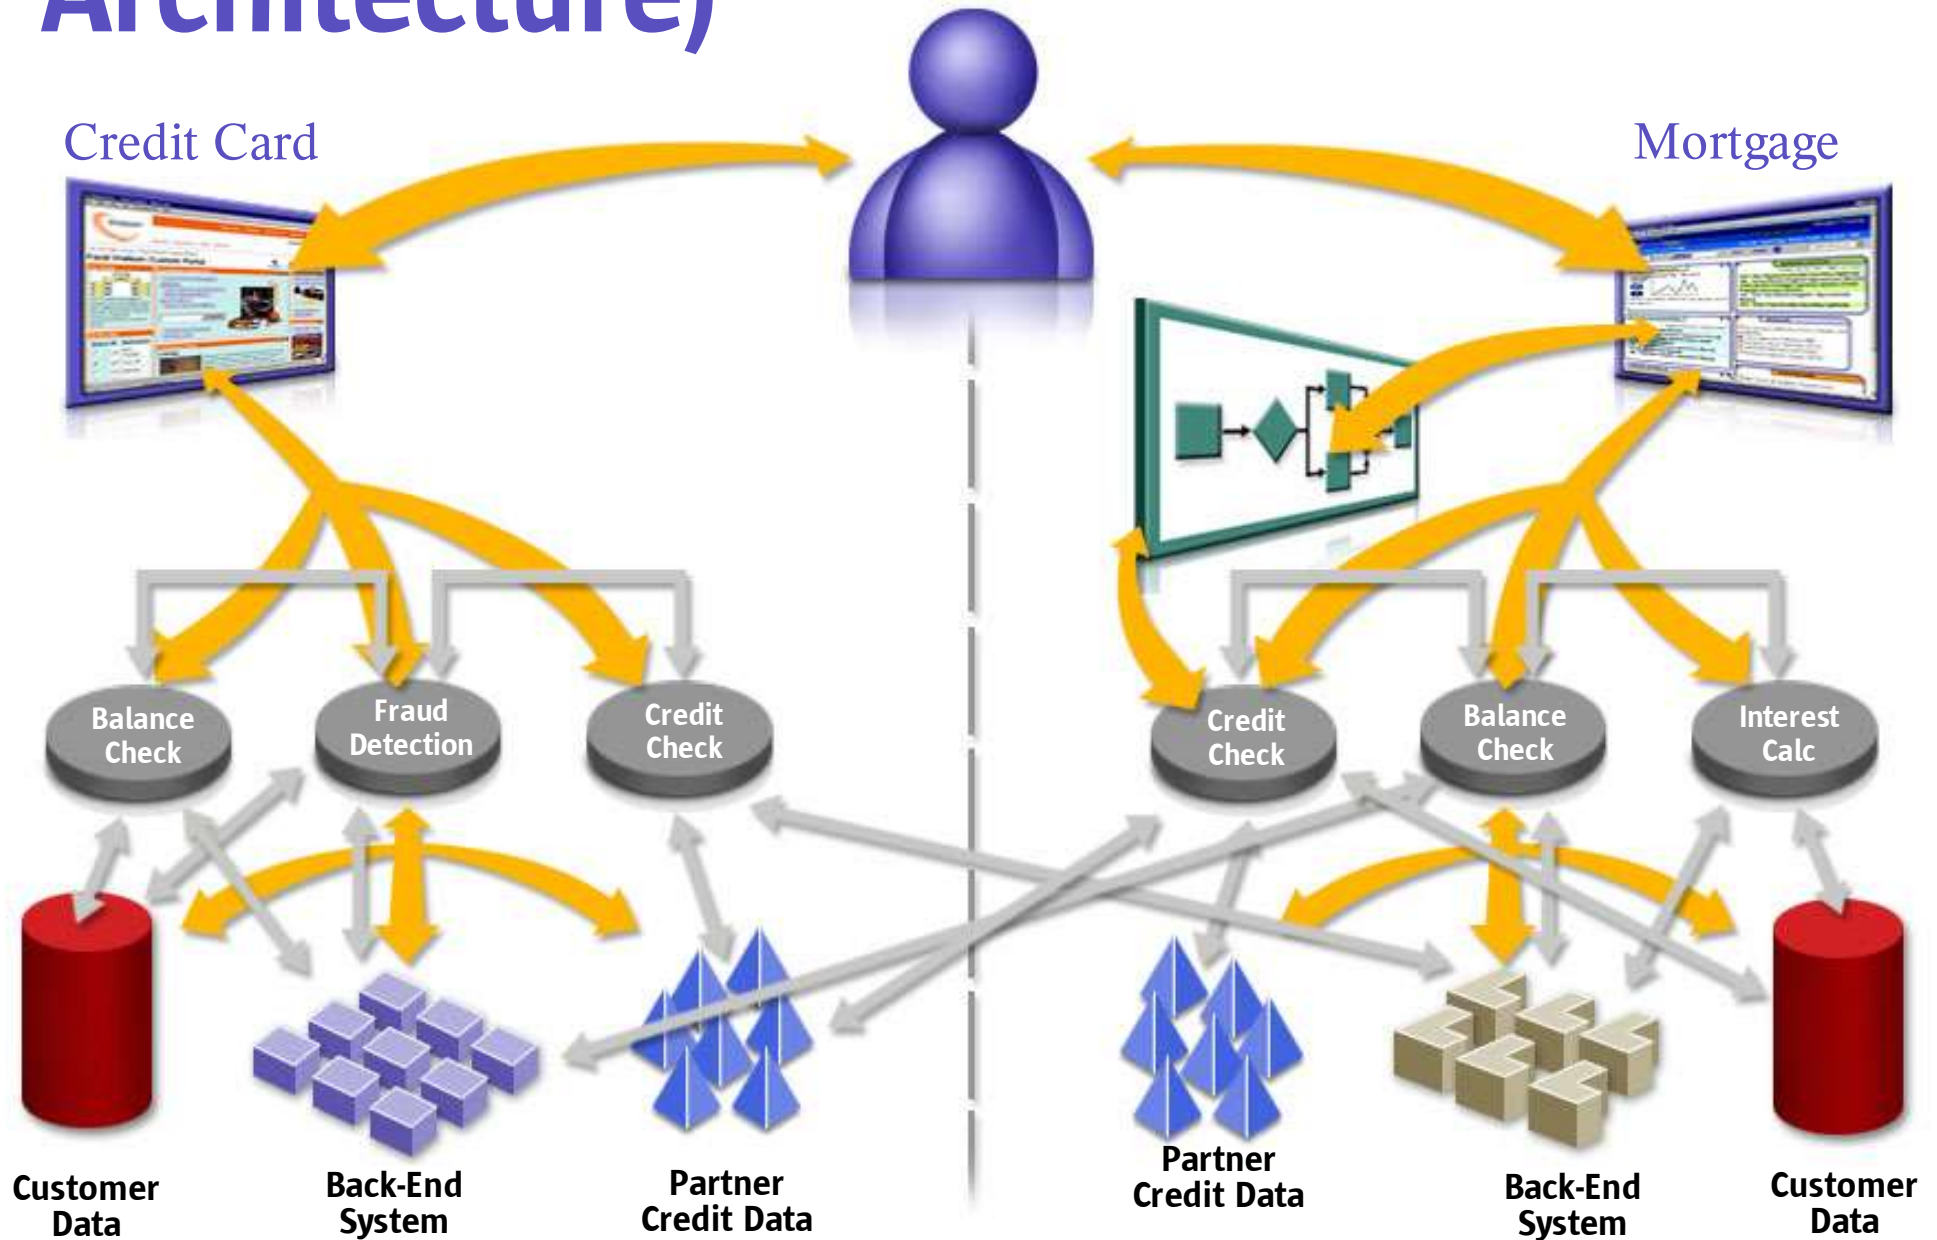 Architecture)
Credit Card
Mortgage
Balance
Check
Fraud
Detection
Credit
Check
Credit
Check
Balance
Check
Interest
Calc
Customer
Data
Back-End
System
Partner
Credit Data
Partner
Credit Data
Back-End
System
Customer
Data